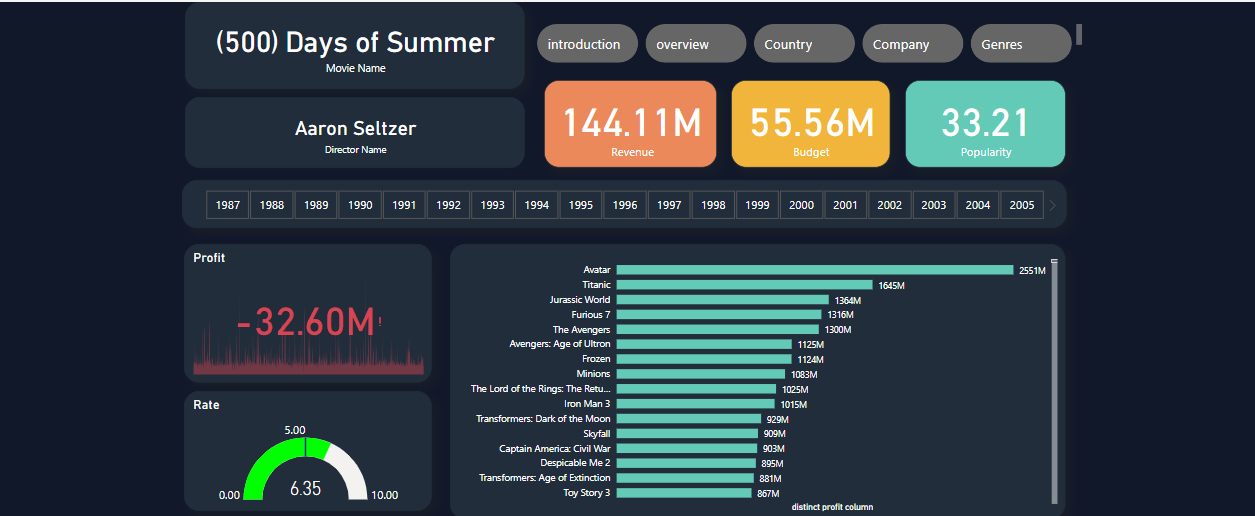 (500) Days of Summer
Movie Name
Aaron Seltzer
Director Name
introduction
overview
Country
Company
Genres
144.11M
Revenue
55.56M
Budget
33.21
Popularity
1987 1988 1989 1990 1991 1992 1993 1994 1995 1996 1997 1998 1999 2000 2001 2002 2003 2004 2005
Profit
-32.60M!
Rate
5.00
0.00
6.35
10.00
Avatar 2551M
Titanic 1645M
Jurassic World 1364M
Furious 7 1316M
The Avengers 1300M
Avengers: Age of Ultron 1125M
Frozen 1124M
Minions 1083M
The Lord of the Rings: The Retu... 1025M
Iron Man 3 1015M
Transformers: Dark of the Moon 929M
Skyfall 909M
Captain America: Civil War 903M
Despicable Me 2 895M
Transformers: Age of Extinction 881M
Toy Story 3 867M
distinct profit column